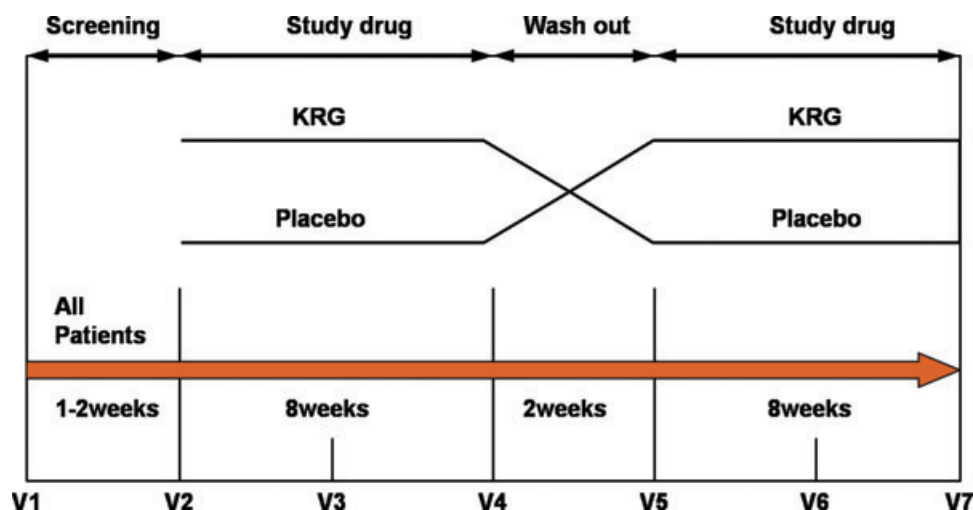 Screening Study drug Wash out Study drug
KRG KRG
Placebo Placebo
All
Patients
1-2weeks 8weeks 2weeks 8weeks
V1 V2 V3 V4 V5 V6 V7